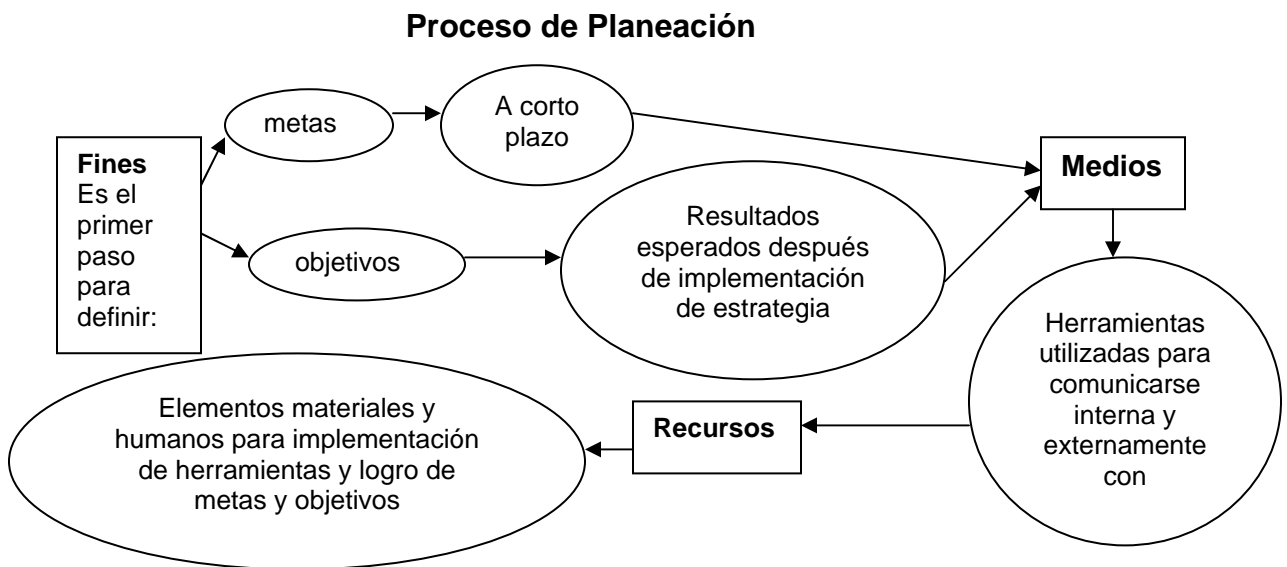 Proceso de Planeación
Fines
Es el
primer
paso
para
definir:
metas
A corto
plazo
objetivos
Resultados
esperados después
de implementación
de estrategia
Medios
Herramientas
utilizadas para
comunicarse
interna y
externamente
con
Recursos
Elementos materiales y
humanos para implementación
de herramientas y logro de
metas y objetivos